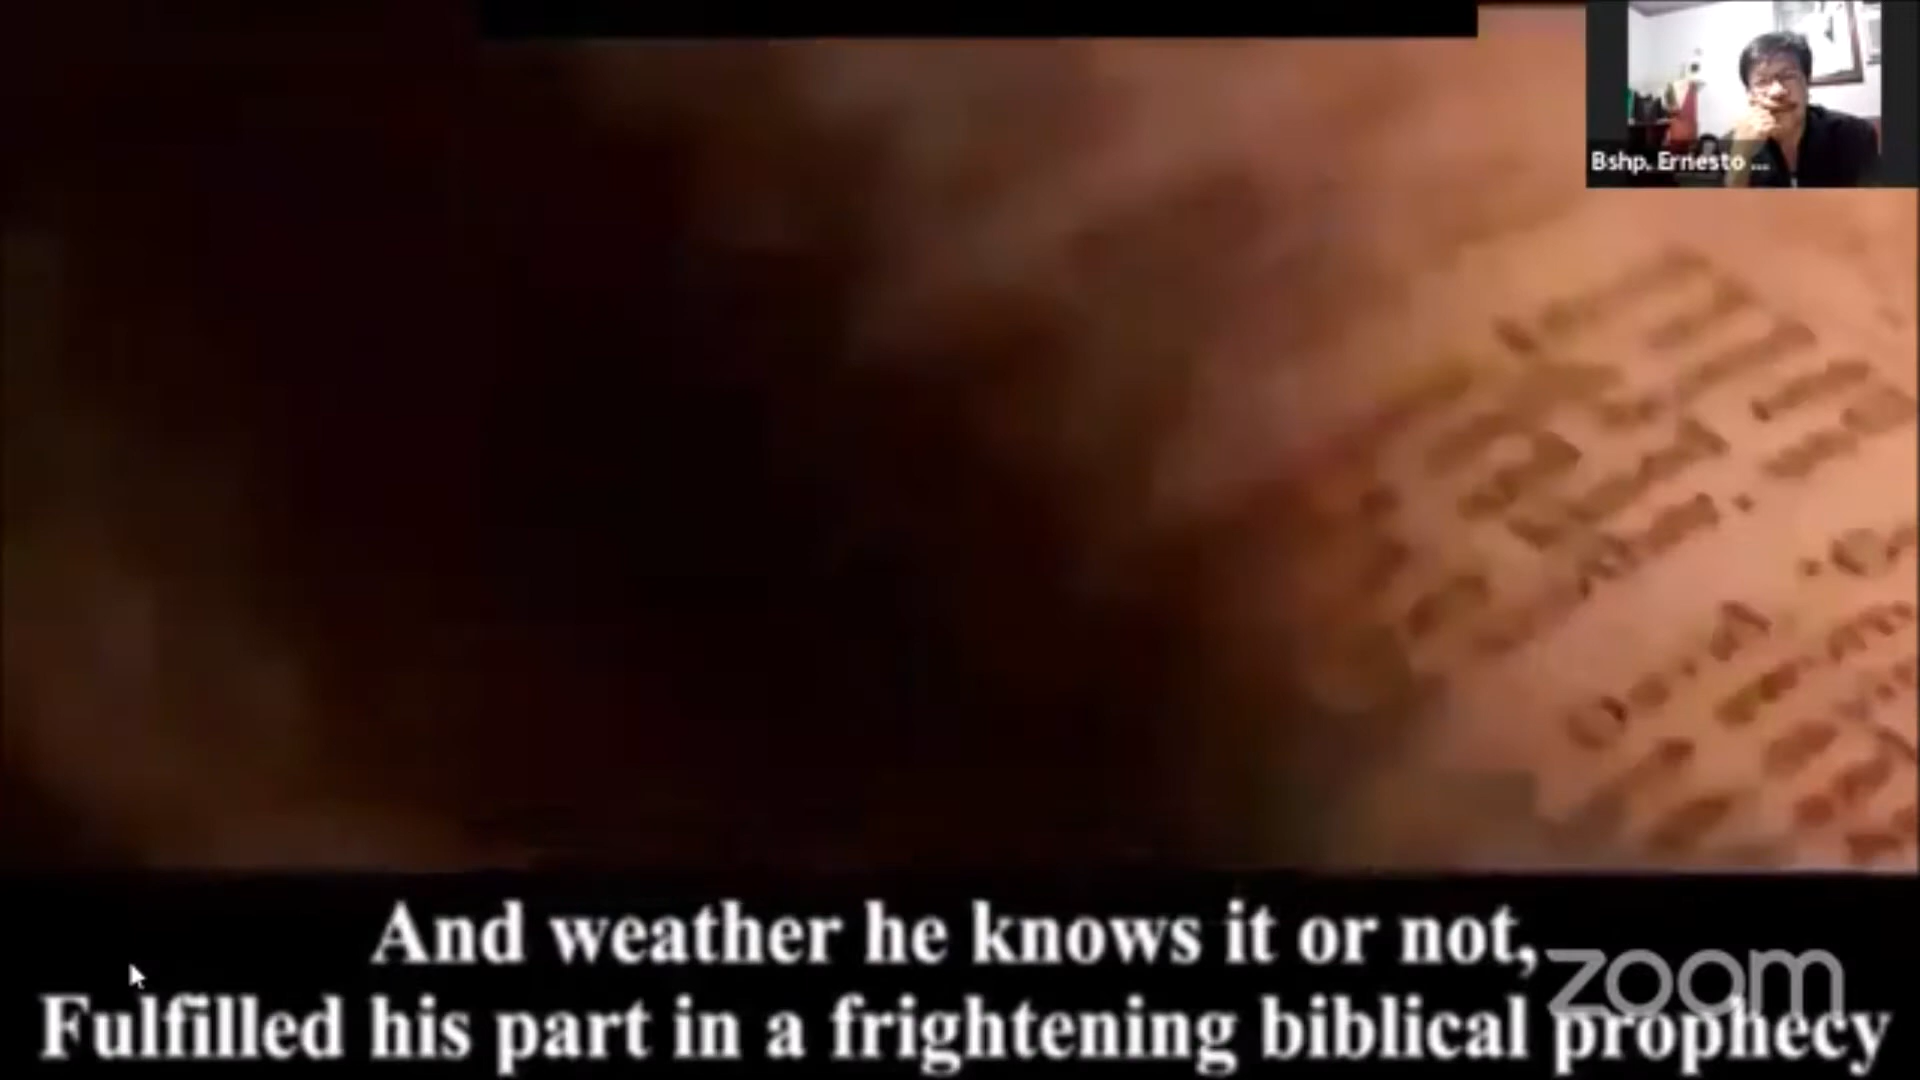 Bshp. Ernesto ...
And weather he knows it or not,
zoom
Fulfilled his part in a frightening biblical prophecy